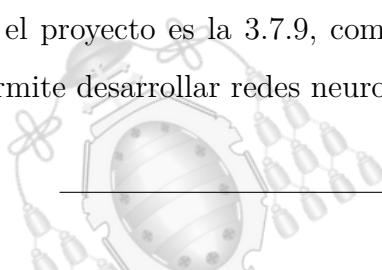 el proyecto es la 3.7.9, com
rmite desarrollar redes neuro